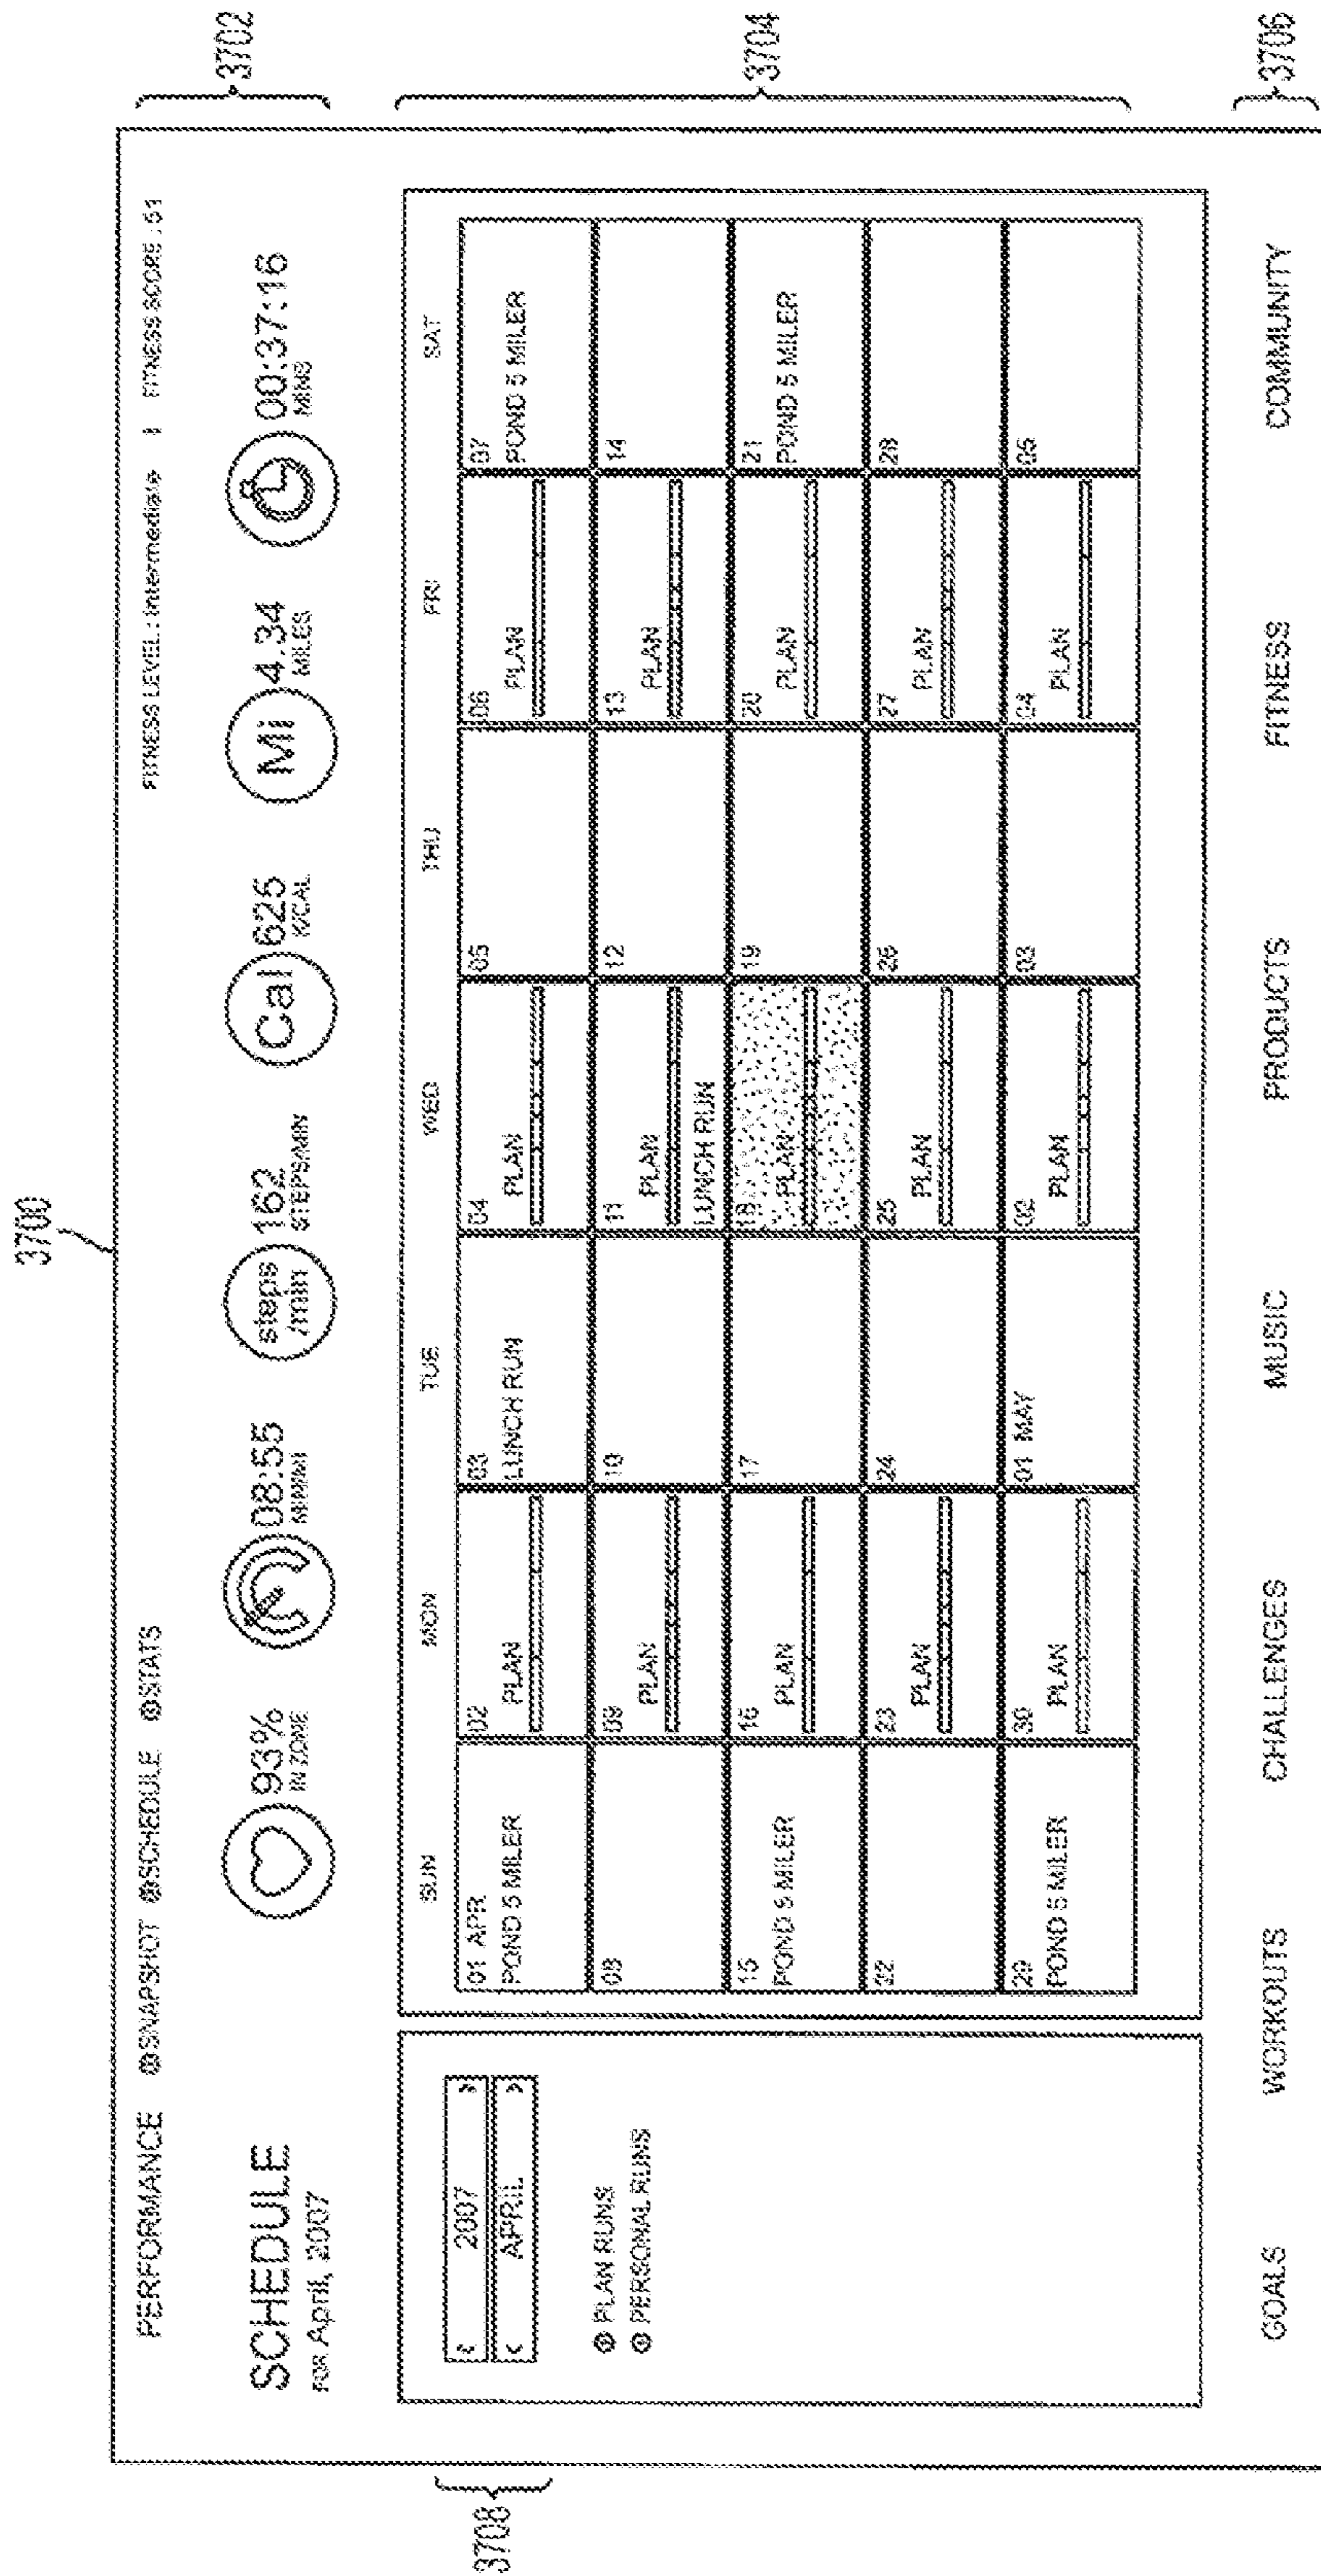 3700
PERFORMANCE SNAPSHOT SCHEDULE STATS
FITNESS LEVEL: Intermediate | FITNESS SCORE: 51
3702
SCHEDULE
FOR April, 2007
93%
IN ZONE
08:55
MIN/MI
steps
/min
162
STEPS/MIN
Cal
625
K/CAL
Mi
4.34
MILES
00:37:16
MINS
3708
< 2007 >
< APRIL >
PLAN RUNS
PERSONAL RUNS
3704
SUN MON TUE WED THU FRI SAT
01 APR 02 03 04 05 06 07
POND 5 MILER PLAN LUNCH RUN PLAN PLAN POND 5 MILER
08 09 10 11 12 13 14
PLAN PLAN PLAN
LUNCH RUN
15 16 17 18 19 20 21
POND 5 MILER PLAN PLAN PLAN POND 5 MILER
22 23 24 25 26 27 28
PLAN PLAN PLAN
29 30 01 MAY 02 03 04 05
POND 5 MILER PLAN PLAN PLAN
GOALS WORKOUTS CHALLENGES MUSIC PRODUCTS FITNESS COMMUNITY
3706